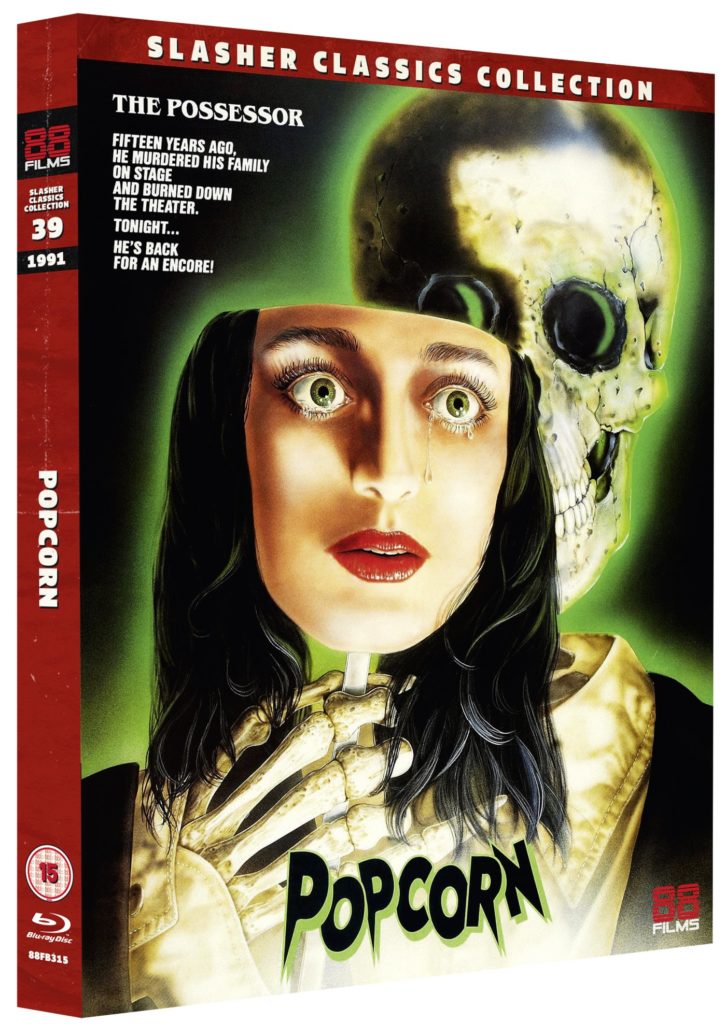 SLASHER CLASSICS COLLECTION
THE POSSESSOR
FIFTEEN YEARS AGO,
HE MURDERED HIS FAMILY
ON STAGE
AND BURNED DOWN
THE THEATER.
TONIGHT...
HE'S BACK
FOR AN ENCORE!
POPCORN
88
FILMS
88
FILMS
SLASHER
CLASSICS
COLLECTION
39
1991
POPCORN
15
Blu-ray Disc
88FB315